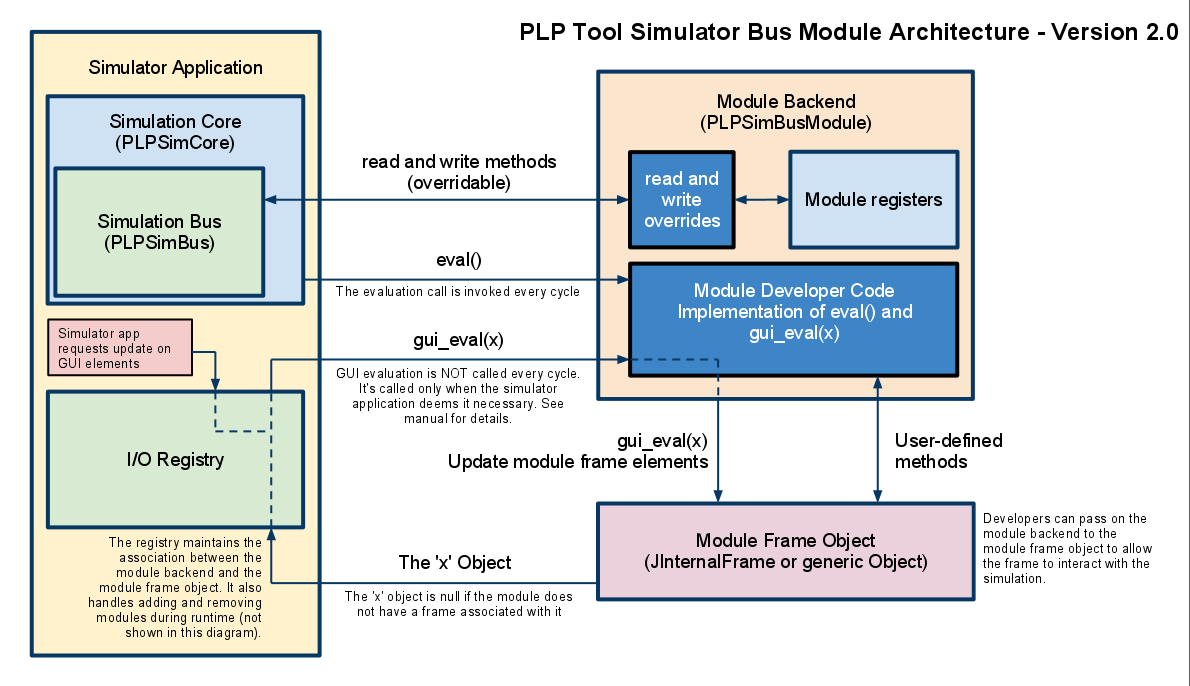 PLP Tool Simulator Bus Module Architecture - Version 2.0
Simulator Application
Simulation Core
(PLPSimCore)
Simulation Bus
(PLPSimBus)
read and write methods
(overridable)
Module Backend
(PLPSimBusModule)
read and
write
overrides
Module registers
eval()
The evaluation call is invoked every cycle
Module Developer Code
Implementation of eval() and
gui_eval(x)
Simulator app
requests update on
GUI elements
gui_eval(x)
GUI evaluation is NOT called every cycle.
It's called only when the simulator
application deems it necessary. See
manual for details.
I/O Registry
gui_eval(x)
Update module frame elements
User-defined
methods
The registry maintains the
association between the
module backend and the
module frame object. It also
handles adding and removing
modules during runtime (not
shown in this diagram).
The 'x' Object
The 'x' object is null if the module does
not have a frame associated with it
Module Frame Object
(JInternalFrame or generic Object)
Developers can pass on the
module backend to the
module frame object to allow
the frame to interact with the
simulation.